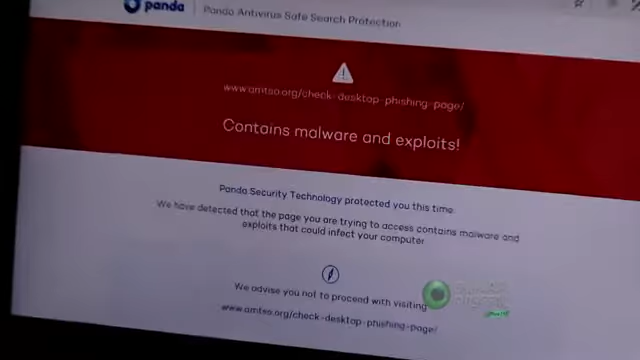 panda
Panda Antivirus Safe Search Protection
www.amtso.org/check-desktop-phishing-page/
Contains malware and exploits!
Panda Security Technology protected you this time.
We have detected that the page you are trying to access contains malware and
exploits that could infect your computer
We advise you not to proceed with visiting
www.amtso.org/check-desktop-phishing-page/